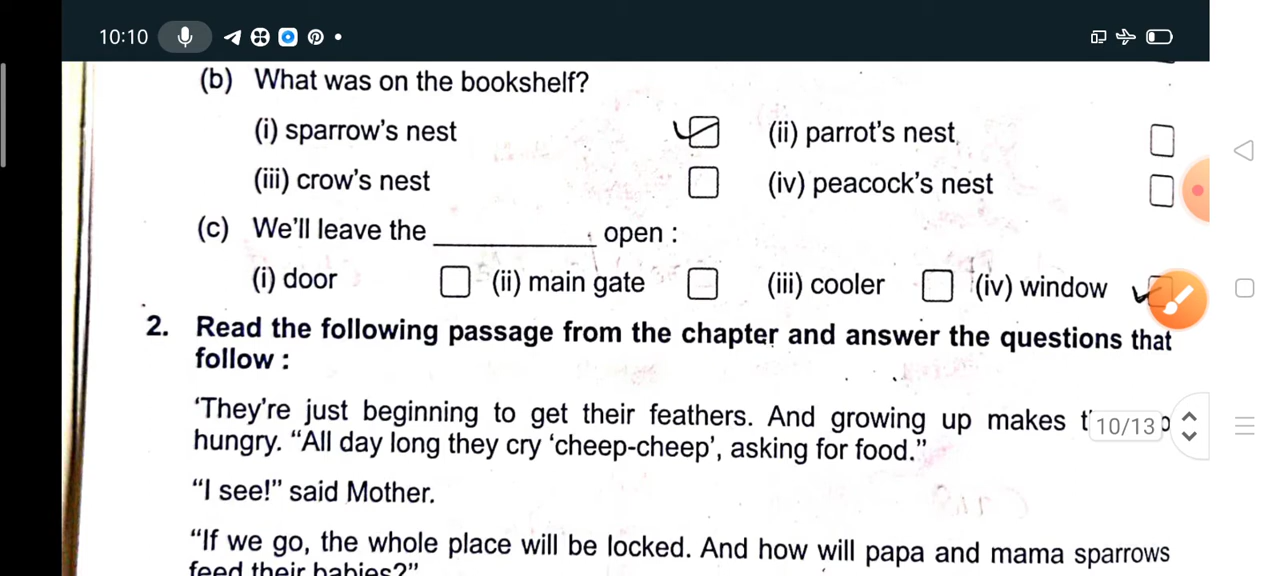 10:10
(b) What was on the bookshelf?
(i) sparrow's nest (ii) parrot's nest
(iii) crow's nest (iv) peacock's nest
(c) We'll leave the __________ open :
(i) door (ii) main gate (iii) cooler (iv) window
2. Read the following passage from the chapter and answer the questions that
follow :
'They're just beginning to get their feathers. And growing up makes
hungry. "All day long they cry 'cheep-cheep', asking for food."
"I see!" said Mother.
"If we go, the whole place will be locked. And how will papa and mama sparrows
feed their babies?"
10/13